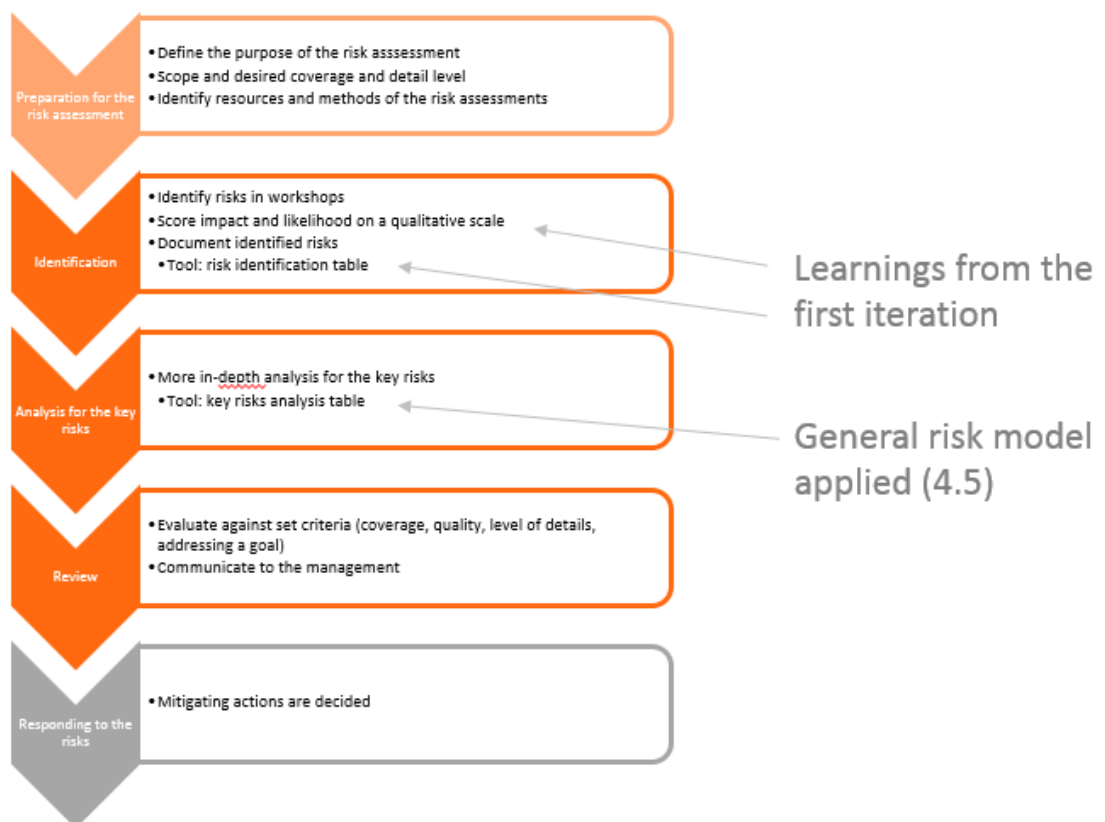 Preparation for the
risk assessment
•Define the purpose of the risk asssessment
•Scope and desired coverage and detail level
•Identify resources and methods of the risk assessments
Identification
•Identify risks in workshops
•Score impact and likelihood on a qualitative scale
•Document identified risks
•Tool: risk identification table
Learnings from the
first iteration
Analysis for the key
risks
•More in-depth analysis for the key risks
•Tool: key risks analysis table
General risk model
applied (4.5)
Review
•Evaluate against set criteria (coverage, quality, level of details,
addressing a goal)
•Communicate to the management
Responding to the
risks
•Mitigating actions are decided